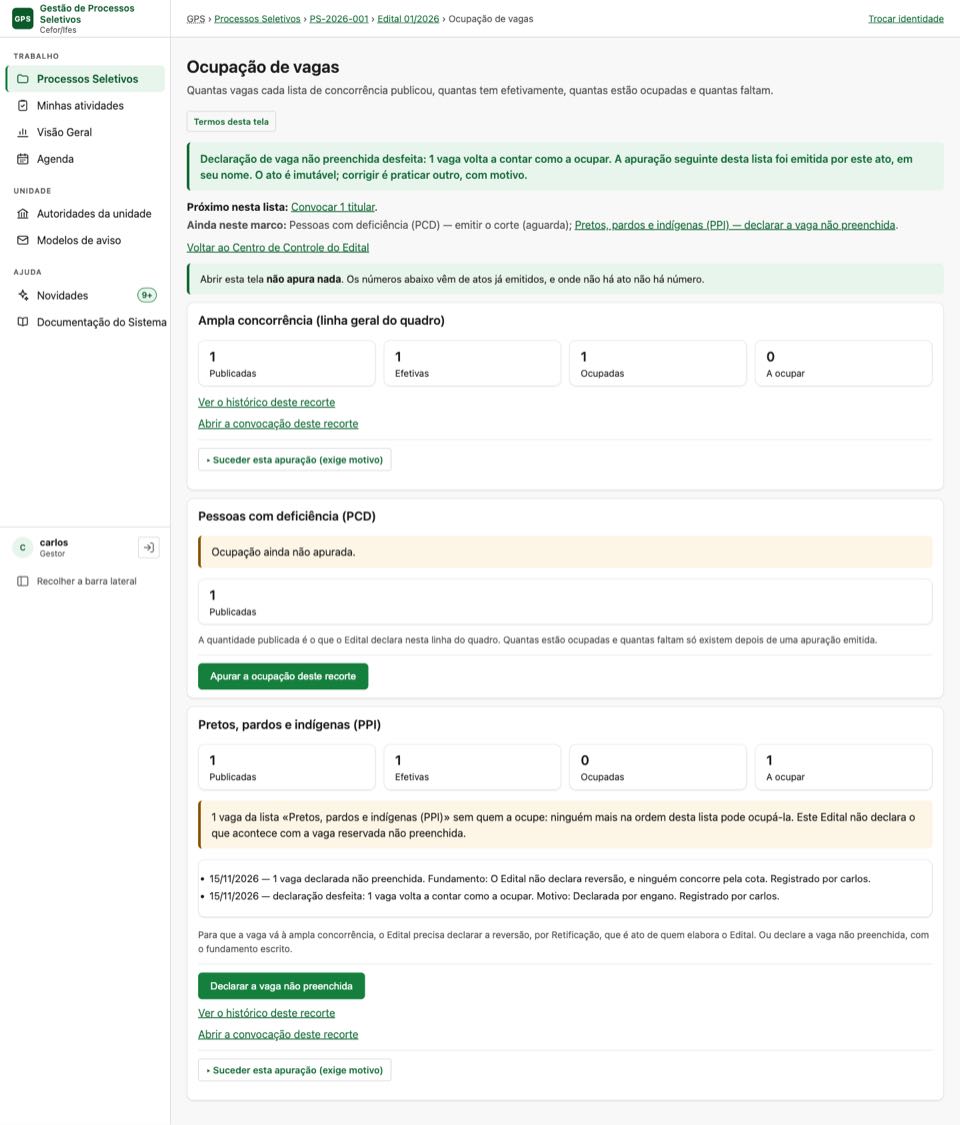 GPS
Gestão de Processos
Seletivos
Cefor/Ifes
GPS › Processos Seletivos › PS-2026-001 › Edital 01/2026 › Ocupação de vagas
Trocar identidade
TRABALHO
Processos Seletivos
Minhas atividades
Visão Geral
Agenda
UNIDADE
Autoridades da unidade
Modelos de aviso
AJUDA
Novidades 9+
Documentação do Sistema
C
carlos
Gestor
Recolher a barra lateral
Ocupação de vagas
Quantas vagas cada lista de concorrência publicou, quantas tem efetivamente, quantas estão ocupadas e quantas faltam.
Termos desta tela
Declaração de vaga não preenchida desfeita: 1 vaga volta a contar como a ocupar. A apuração seguinte desta lista foi emitida por este ato, em
seu nome. O ato é imutável; corrigir é praticar outro, com motivo.
Próximo nesta lista: Convocar 1 titular.
Ainda neste marco: Pessoas com deficiência (PCD) — emitir o corte (aguarda); Pretos, pardos e indígenas (PPI) — declarar a vaga não preenchida.
Voltar ao Centro de Controle do Edital
Abrir esta tela não apura nada. Os números abaixo vêm de atos já emitidos, e onde não há ato não há número.
Ampla concorrência (linha geral do quadro)
1 1 1 0
Publicadas Efetivas Ocupadas A ocupar
Ver o histórico deste recorte
Abrir a convocação deste recorte
▸ Suceder esta apuração (exige motivo)
Pessoas com deficiência (PCD)
Ocupação ainda não apurada.
1
Publicadas
A quantidade publicada é o que o Edital declara nesta linha do quadro. Quantas estão ocupadas e quantas faltam só existem depois de uma apuração emitida.
Apurar a ocupação deste recorte
Pretos, pardos e indígenas (PPI)
1 1 0 1
Publicadas Efetivas Ocupadas A ocupar
1 vaga da lista «Pretos, pardos e indígenas (PPI)» sem quem a ocupe: ninguém mais na ordem desta lista pode ocupá-la. Este Edital não declara o
que acontece com a vaga reservada não preenchida.
• 15/11/2026 — 1 vaga declarada não preenchida. Fundamento: O Edital não declara reversão, e ninguém concorre pela cota. Registrado por carlos.
• 15/11/2026 — declaração desfeita: 1 vaga volta a contar como a ocupar. Motivo: Declarada por engano. Registrado por carlos.
Para que a vaga vá à ampla concorrência, o Edital precisa declarar a reversão, por Retificação, que é ato de quem elabora o Edital. Ou declare a vaga não preenchida, com
o fundamento escrito.
Declarar a vaga não preenchida
Ver o histórico deste recorte
Abrir a convocação deste recorte
▸ Suceder esta apuração (exige motivo)